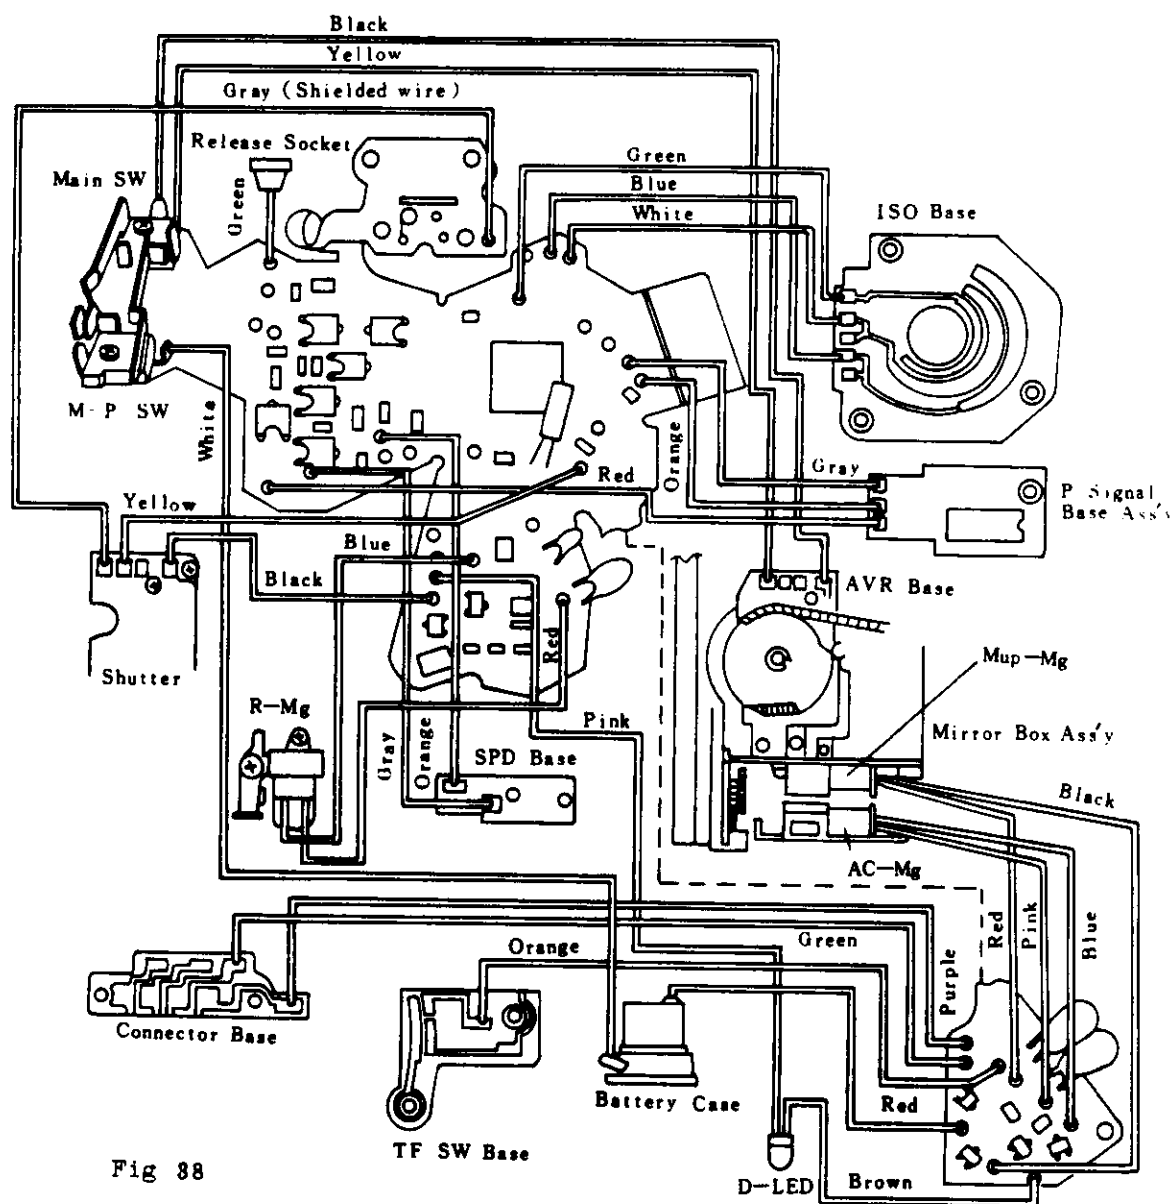 Black
Yellow
Gray (Shielded wire)
Release Socket
Main SW
Green
Green
Blue
White
ISO Base
M-P SW
White
Orange
Gray
Red
P Signal
Base Ass'y
Yellow
Blue
Black
AVR Base
Red
Shutter
Mup-Mg
R-Mg
Pink
Mirror Box Ass'y
Gray
Orange
SPD Base
Black
AC-Mg
Orange
Green
Purple
Red
Pink
Blue
Connector Base
Battery Case
Red
TF SW Base
Fig 38
D-LED
Brown